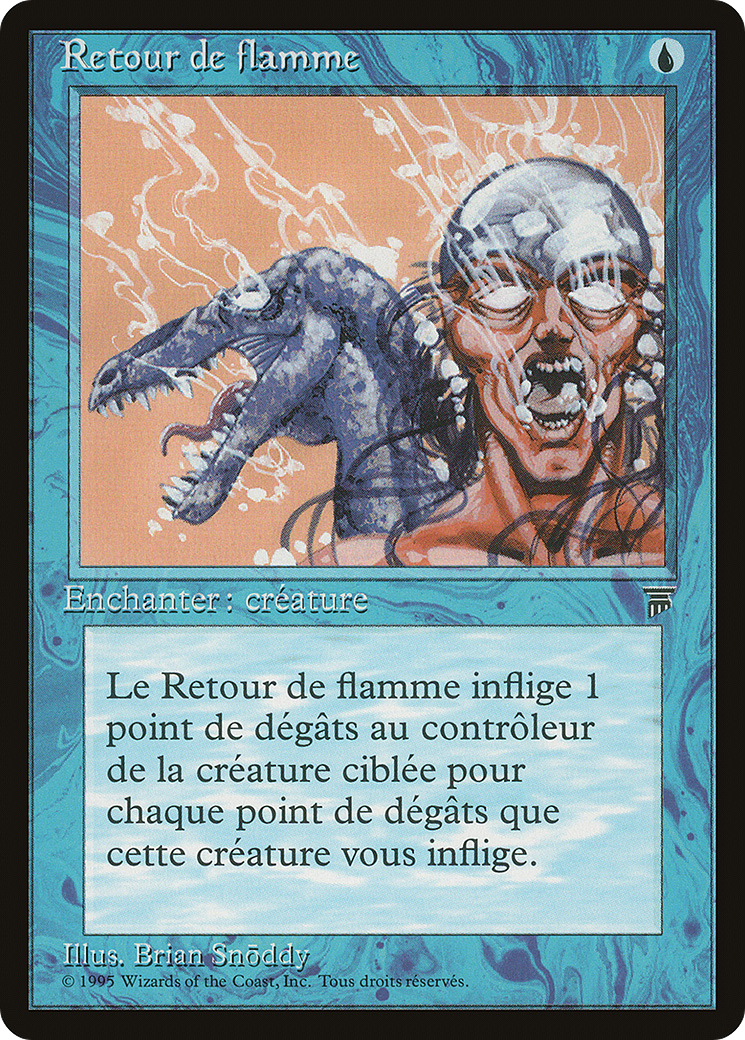 Retour de flamme
Enchanter : créature
Le Retour de flamme inflige 1
point de dégâts au contrôleur
de la créature ciblée pour
chaque point de dégâts que
cette créature vous inflige.
Illus. Brian Snōddy
© 1995 Wizards of the Coast, Inc. Tous droits réservés.